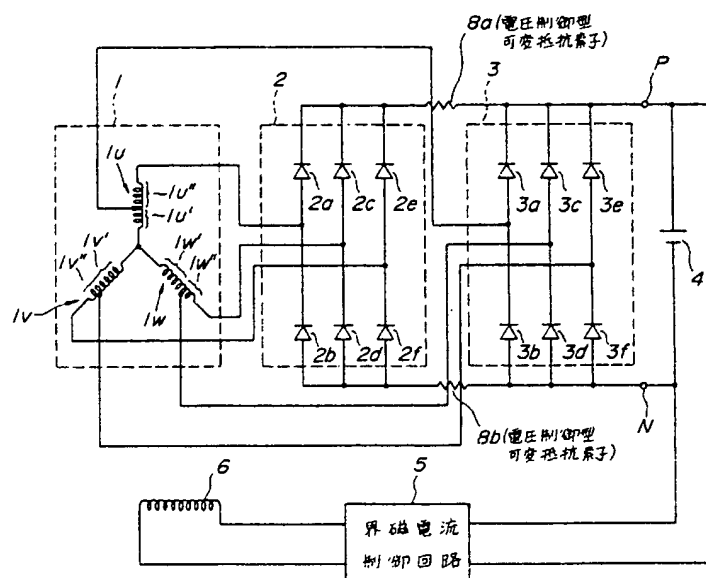 8a(電圧制御型
可変抵抗素子)
1
2
3
P
1u
1u"
1u'
2a
2c
2e
3a
3c
3e
1v'
1v"
1w'
1w"
4
1v
1w
2b
2d
2f
3b
3d
3f
8b(電圧制御型
可変抵抗素子)
N
6
5
界磁電流
制御回路